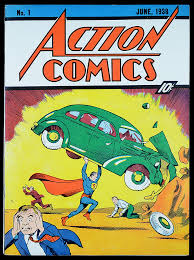 No. 1 JUNE, 1938
ACTION
COMICS
10¢